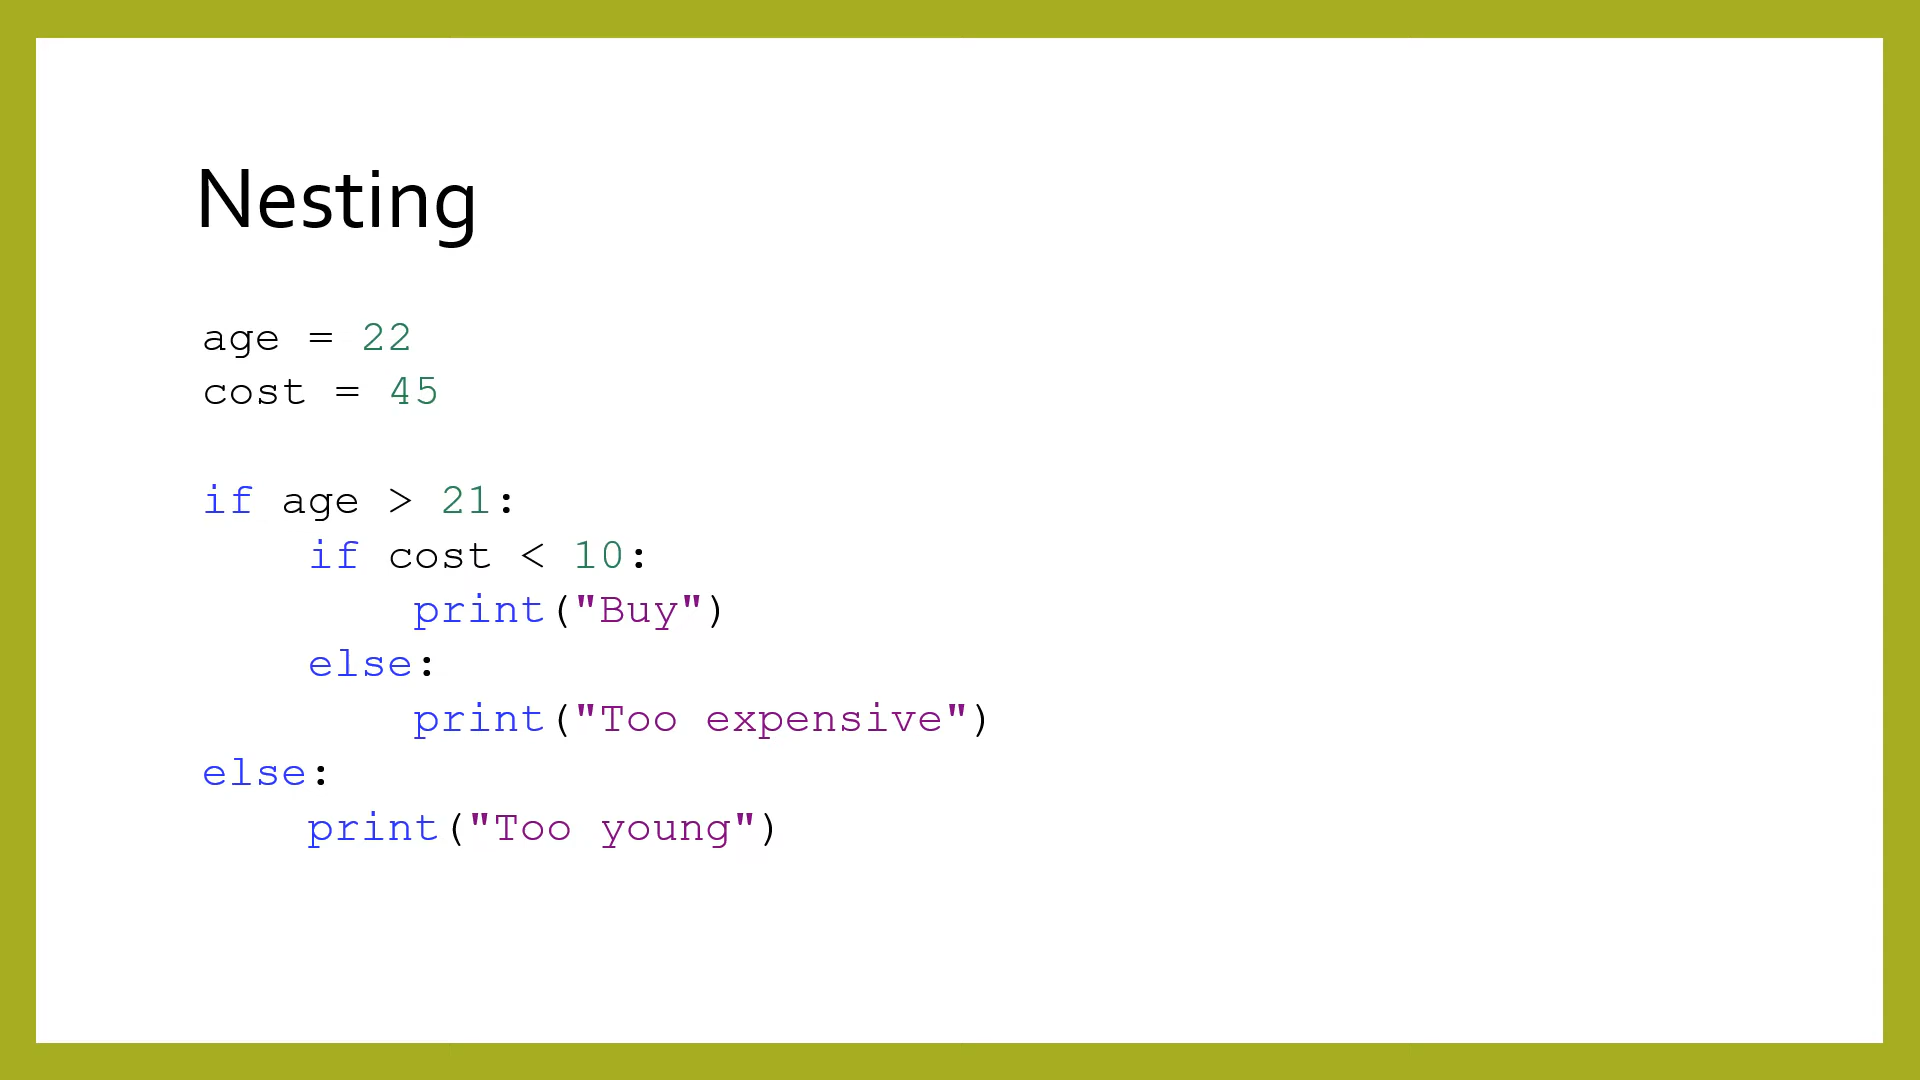 Nesting
age = 22
cost = 45
if age > 21:
    if cost < 10:
        print("Buy")
    else:
        print("Too expensive")
else:
    print("Too young")